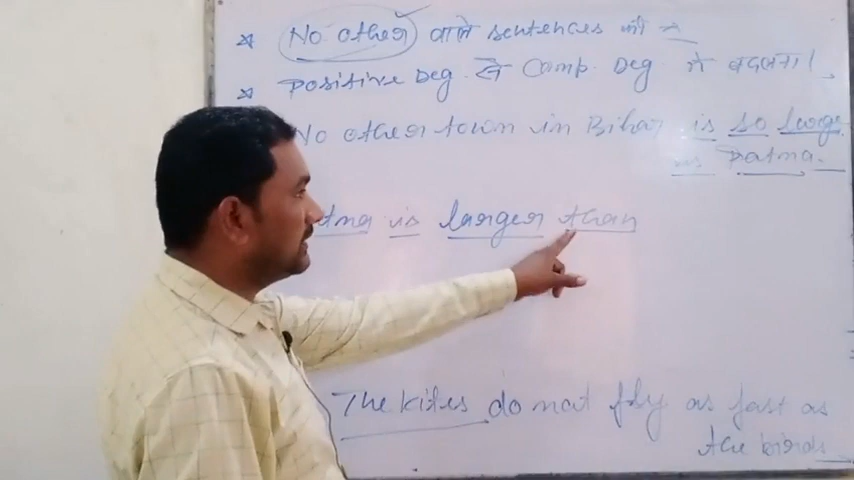 * No other वाले sentences को
* Positive Deg. से Comp. Deg में बदलना।
No other town in Bihar is so large
as Patna.
is larger than
The kites do not fly as fast as
the birds